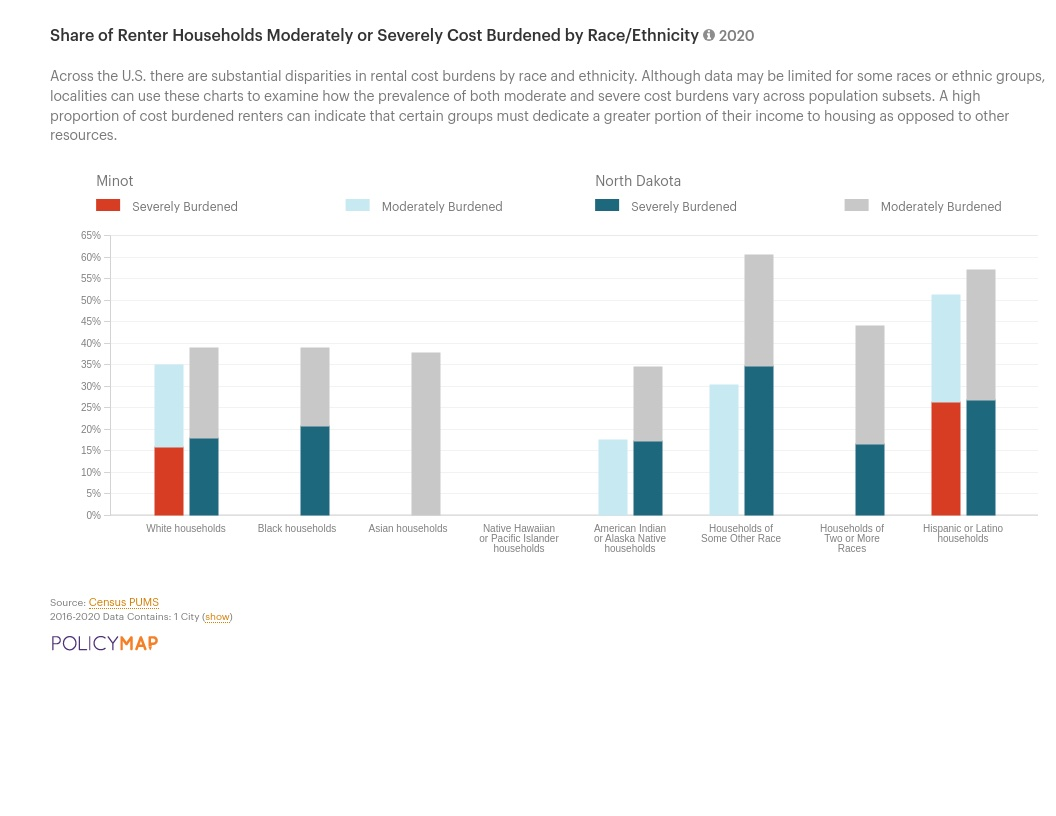 Share of Renter Households Moderately or Severely Cost Burdened by Race/Ethnicity 2020
Across the U.S. there are substantial disparities in rental cost burdens by race and ethnicity. Although data may be limited for some races or ethnic groups,
localities can use these charts to examine how the prevalence of both moderate and severe cost burdens vary across population subsets. A high
proportion of cost burdened renters can indicate that certain groups must dedicate a greater portion of their income to housing as opposed to other
resources.
Minot
North Dakota
Severely Burdened
Moderately Burdened
Severely Burdened
Moderately Burdened
65%
60%
55%
50%
45%
40%
35%
30%
25%
20%
15%
10%
5%
0%
White households
Black households
Asian households
Native Hawaiian
or Pacific Islander
households
American Indian
or Alaska Native
households
Households of
Some Other Race
Households of
Two or More
Races
Hispanic or Latino
households
Source: Census PUMS
2016-2020 Data Contains: 1 City (show)
POLICYMAP